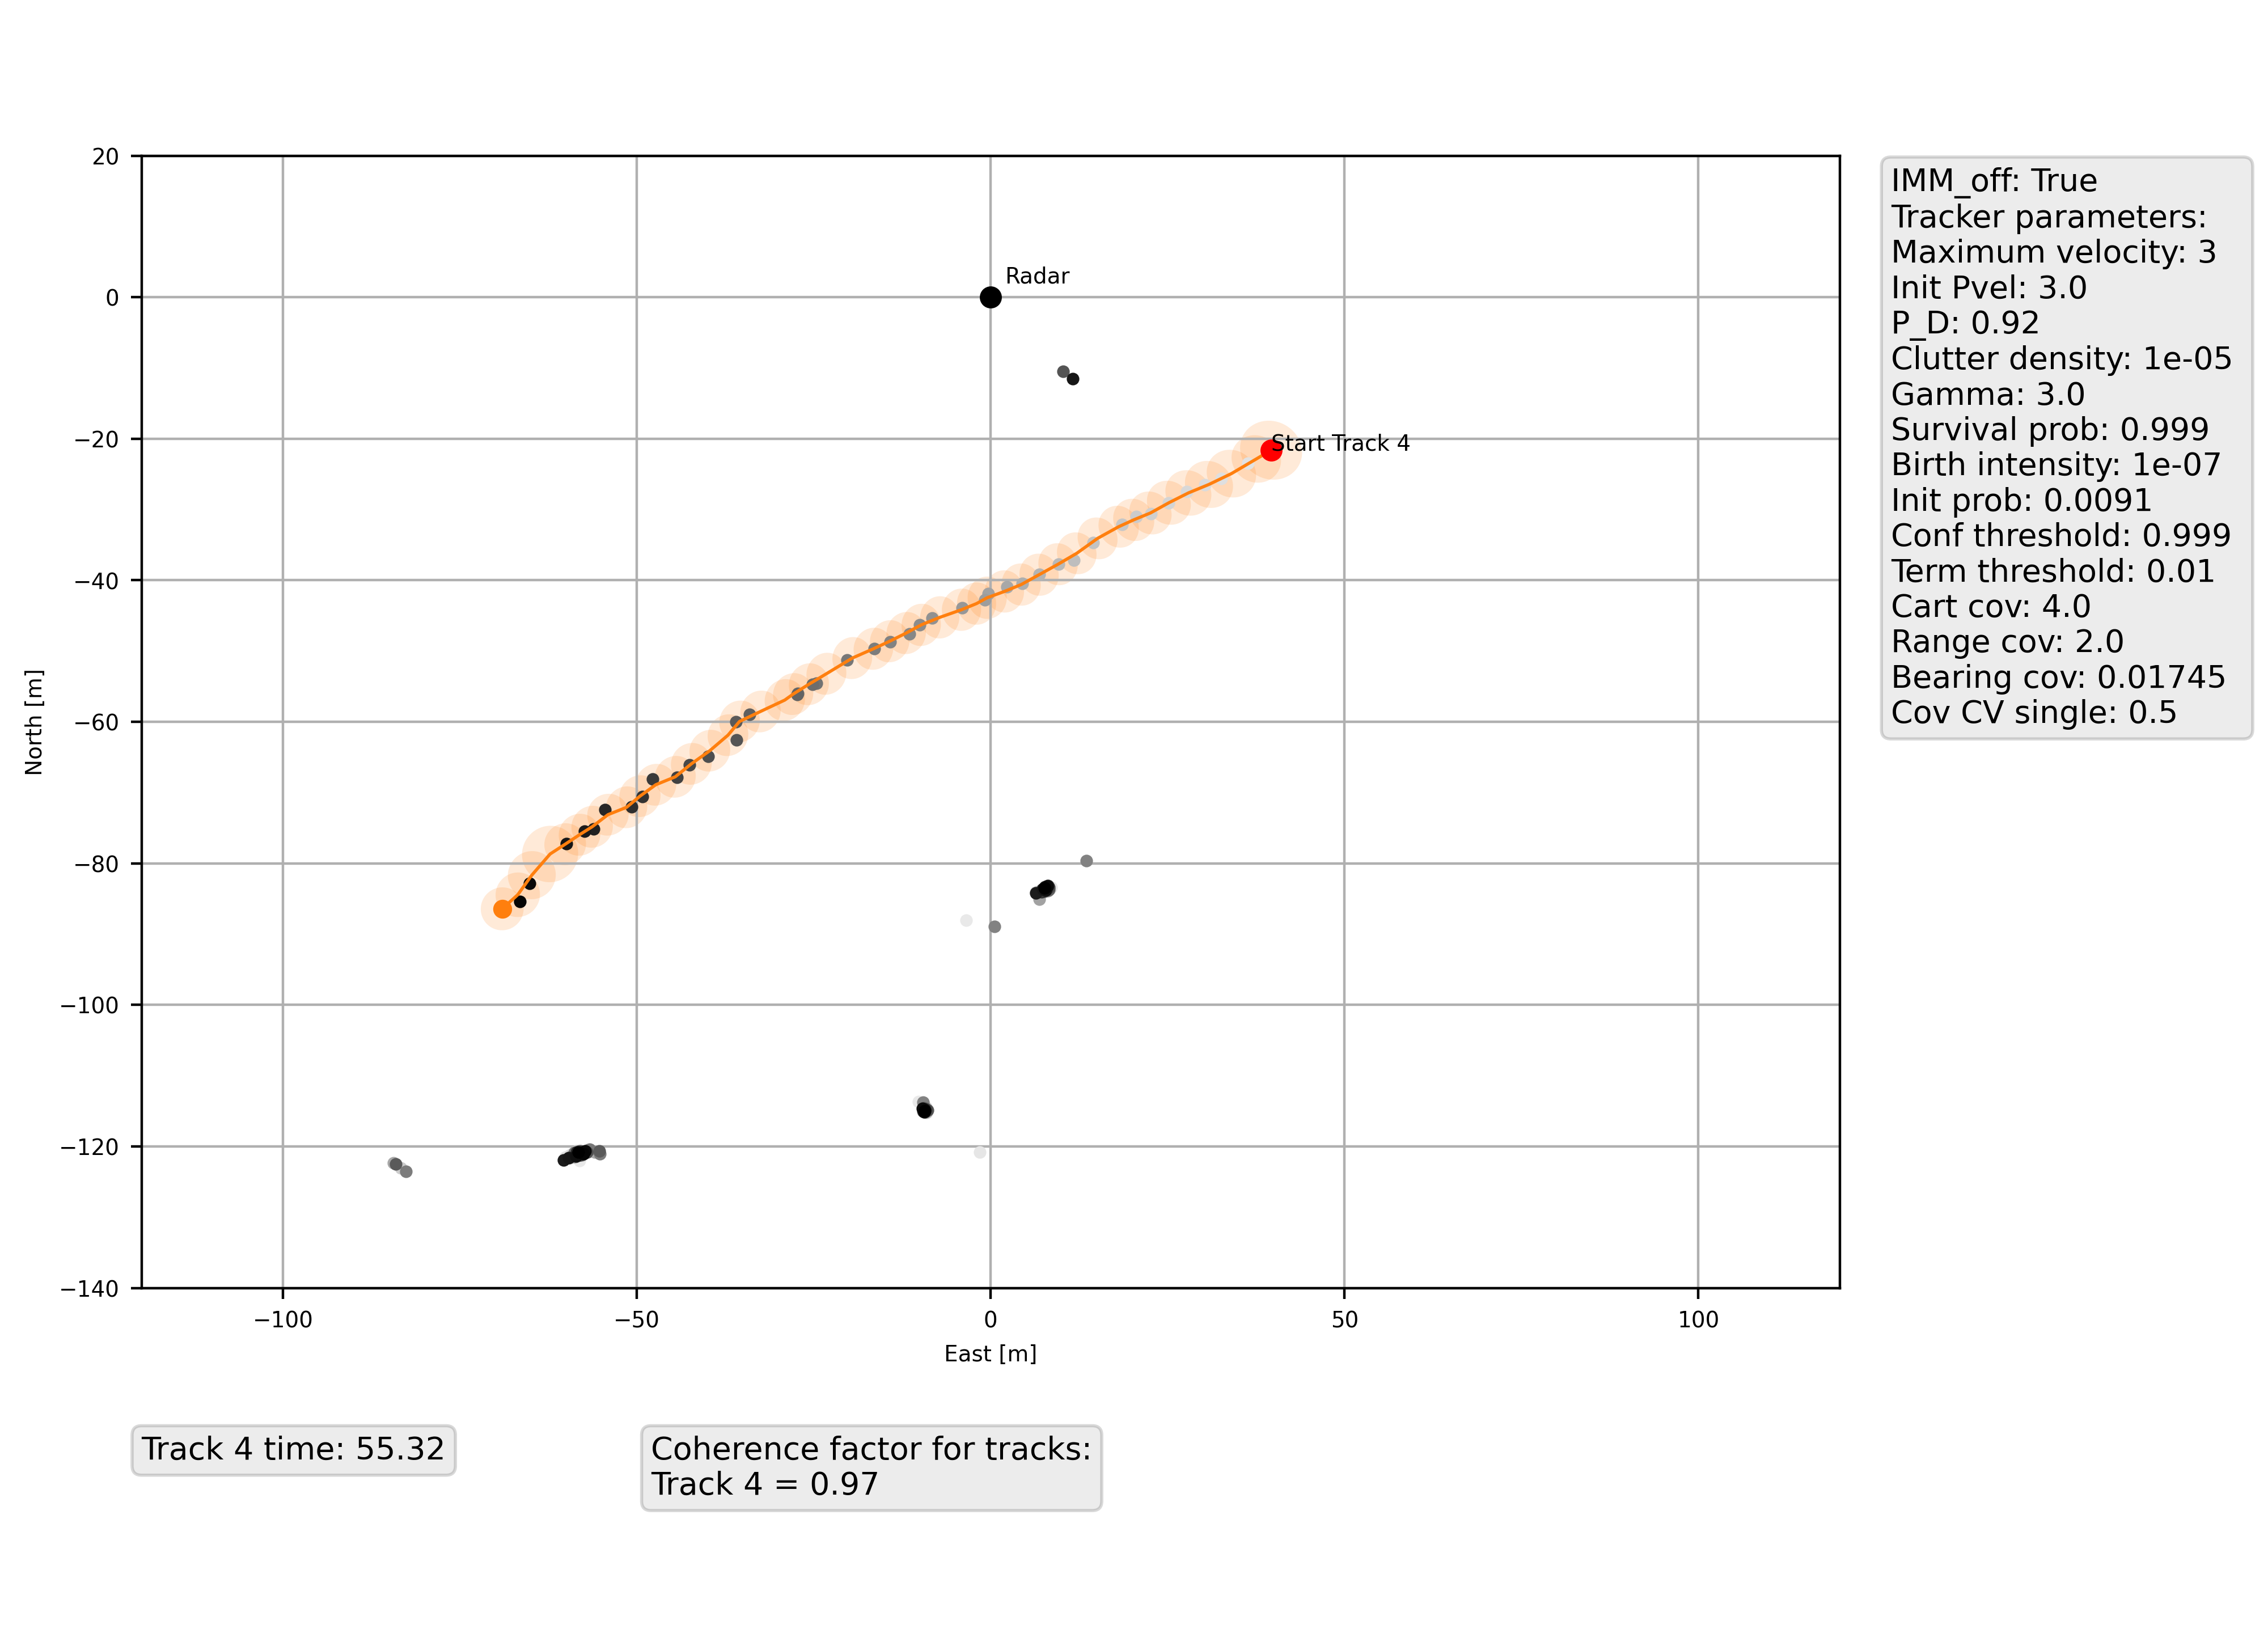 20
0
−20
−40
−60
−80
−100
−120
−140
North [m]
Radar
Start Track 4
−100
−50
0
50
100
East [m]
IMM_off: True
Tracker parameters:
Maximum velocity: 3
Init Pvel: 3.0
P_D: 0.92
Clutter density: 1e-05
Gamma: 3.0
Survival prob: 0.999
Birth intensity: 1e-07
Init prob: 0.0091
Conf threshold: 0.999
Term threshold: 0.01
Cart cov: 4.0
Range cov: 2.0
Bearing cov: 0.01745
Cov CV single: 0.5
Track 4 time: 55.32
Coherence factor for tracks:
Track 4 = 0.97